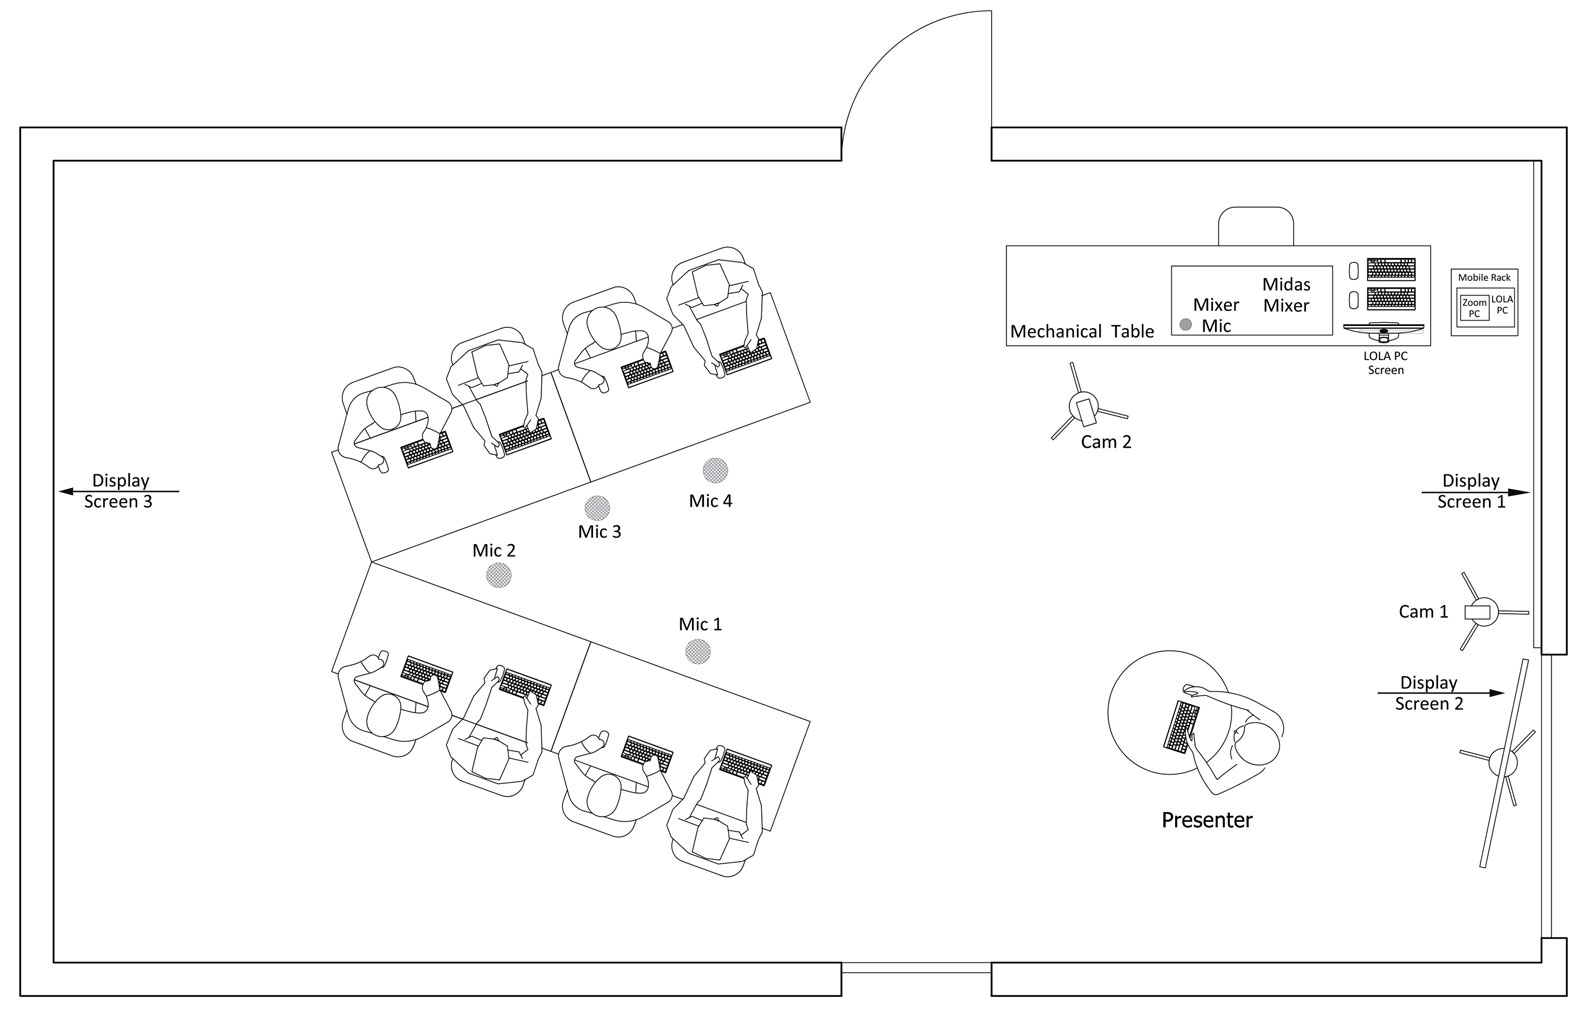 Mobile Rack
Zoom
PC
LOLA
PC
Midas
Mixer
Mixer
Mic
Mechanical Table
LOLA PC
Screen
Cam 2
Display
Screen 3
Mic 4
Mic 3
Mic 2
Mic 1
Display
Screen 1
Cam 1
Display
Screen 2
Presenter